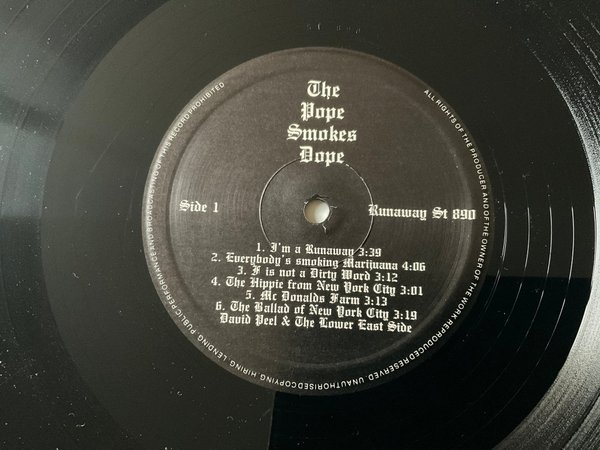 The
Pope
Smokes
Dope
Side 1
Runaway St 890
1. I'm a Runaway 3:39
2. Everybody's smoking Marijuana 4:06
3. F is not a Dirty Word 3:12
4. The Hippie from New York City 3:01
5. Mc Donalds Farm 3:13
6. The Ballad of New York City 3:19
David Peel & The Lower East Side
ALL RIGHTS OF THE PRODUCER AND OF THE OWNER OF THE WORK REPRODUCED RESERVED. UNAUTHORISED COPYING. HIRING. LENDING. PUBLIC PERFORMANCE AND BROADCASTING OF THIS RECORD PROHIBITED